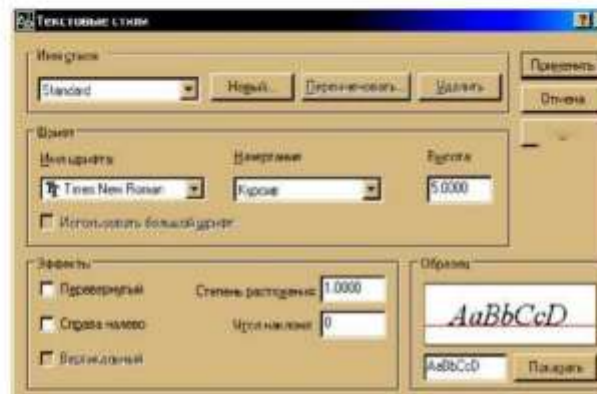 Текстовые стили
Имя стиля
Standard
Новый...
Переименовать...
Удалить
Применить
Отмена
Шрифт
Имя шрифта:
Начертание
Высота
Times New Roman
Курсив
5.0000
Использовать большой шрифт
Эффекты
Перевернутый
Степень растяжения: 1.0000
Справа налево
Угол наклона: 0
Вертикальный
Образец
AaBbCcD
AaBbCcD
Показать